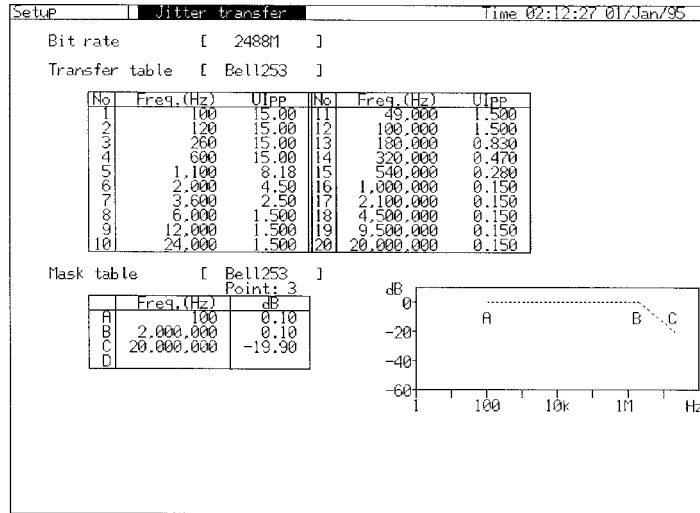 Setup Jitter transfer Time 02:12:27 01/Jan/95
Bit rate [ 2488M ]
Transfer table [ Bell253 ]
No Freq.(Hz) UIpp No Freq.(Hz) UIpp
1 100 15.00 11 49,000 1.500
2 120 15.00 12 100,000 1.500
3 260 15.00 13 180,000 0.830
4 600 15.00 14 320,000 0.470
5 1,100 8.18 15 540,000 0.280
6 2,000 4.50 16 1,000,000 0.150
7 3,600 2.50 17 2,100,000 0.150
8 6,000 1.500 18 4,500,000 0.150
9 12,000 1.500 19 9,500,000 0.150
10 24,000 1.500 20 20,000,000 0.150
Mask table [ Bell253 ]
Point: 3
Freq.(Hz) dB
A 100 0.10
B 2,000,000 0.10
C 20,000,000 -19.90
D
dB
0
-20
-40
-60
A B C
1 100 10k 1M Hz